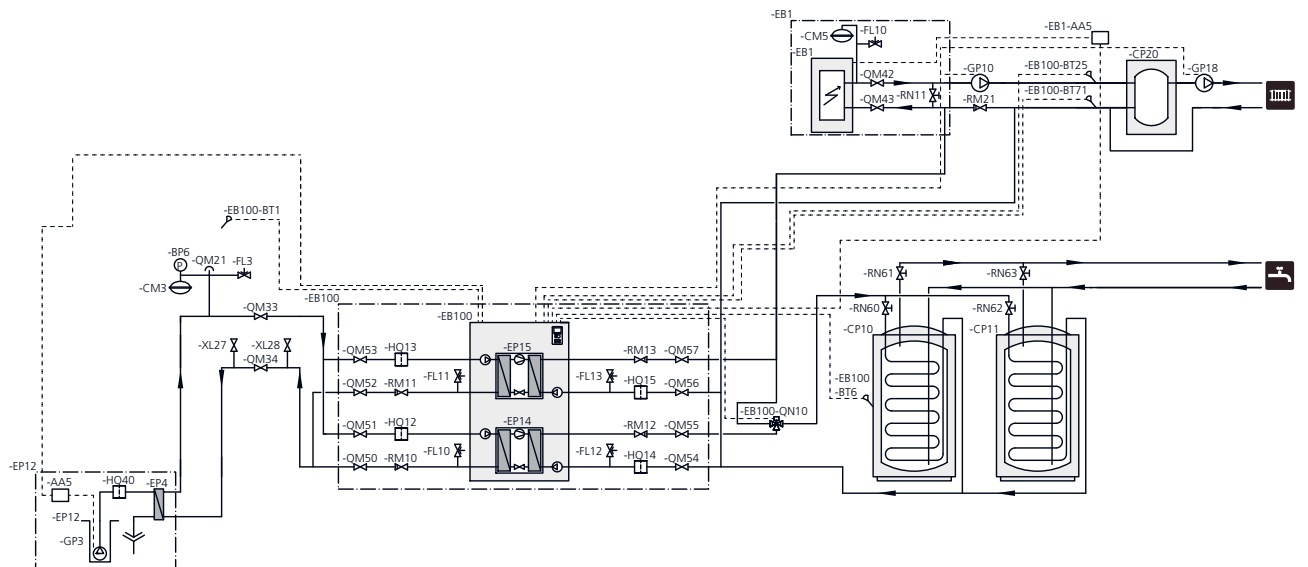 -EB1
-CM5
-FL10
-EB1-AA5
-EB1
-CP20
-QM42
-GP10
-EB100-BT25
-GP18
-RN11
-EB100-BT71
-QM43
-RM21
-EB100-BT1
-BP6
-QM21
-FL3
P
-CM3
-RN61
-RN63
-EB100
-QM33
-EB100
-RN60
-RN62
-CP10
-CP11
-XL27
-XL28
-QM53
-HQ13
-EP15
-RM13
-QM57
-QM34
-FL11
-FL13
-QM52
-RM11
-HQ15
-QM56
-EB100
-BT6
-EB100-QN10
-QM51
-HQ12
-EP14
-RM12
-QM55
-FL10
-FL12
-QM50
-RM10
-HQ14
-QM54
-EP12
-AA5
-HQ40
-EP4
-EP12
-GP3